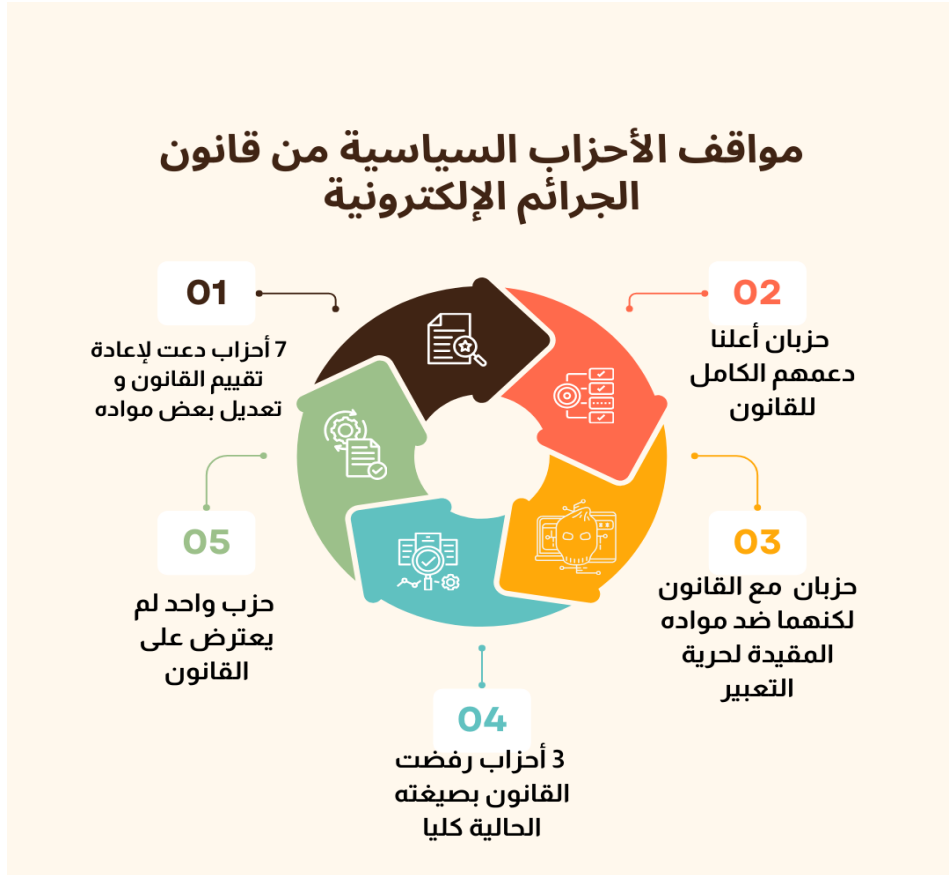 مواقف الأحزاب السياسية من قانون
الجرائم الإلكترونية
01
7 أحزاب دعت لإعادة
تقييم القانون و
تعديل بعض مواده
02
حزبان أعلنا
دعمهم الكامل
للقانون
03
حزبان مع القانون
لكنهما ضد مواده
المقيدة لحرية
التعبير
04
3 أحزاب رفضت
القانون بصيغته
الحالية كليا
05
حزب واحد لم
يعترض على
القانون